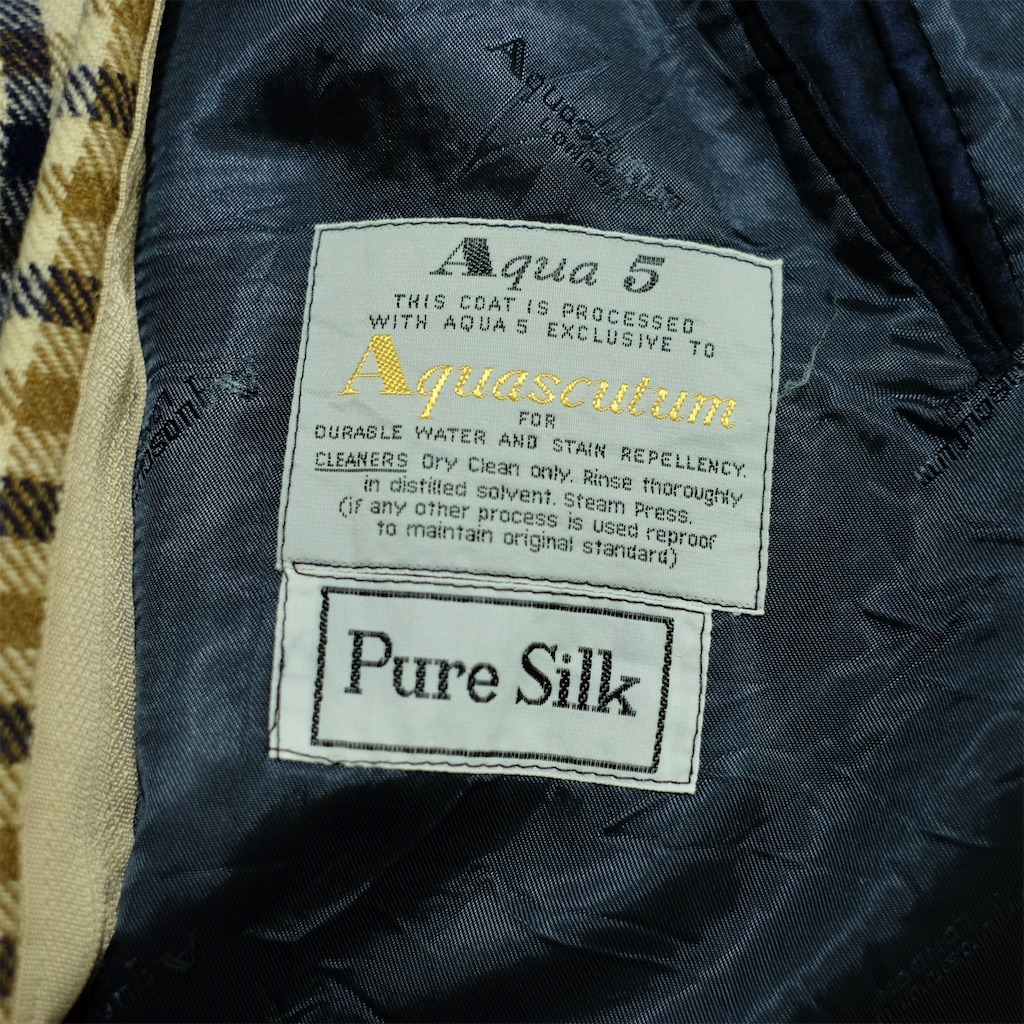 Aquascutum
London
Aqua 5
THIS COAT IS PROCESSED
WITH AQUA 5 EXCLUSIVE TO
Aquascutum
FOR
DURABLE WATER AND STAIN REPELLENCY.
CLEANERS Dry Clean only. Rinse thoroughly
in distilled solvent. Steam Press.
(if any other process is used reproof
to maintain original standard)
Pure Silk